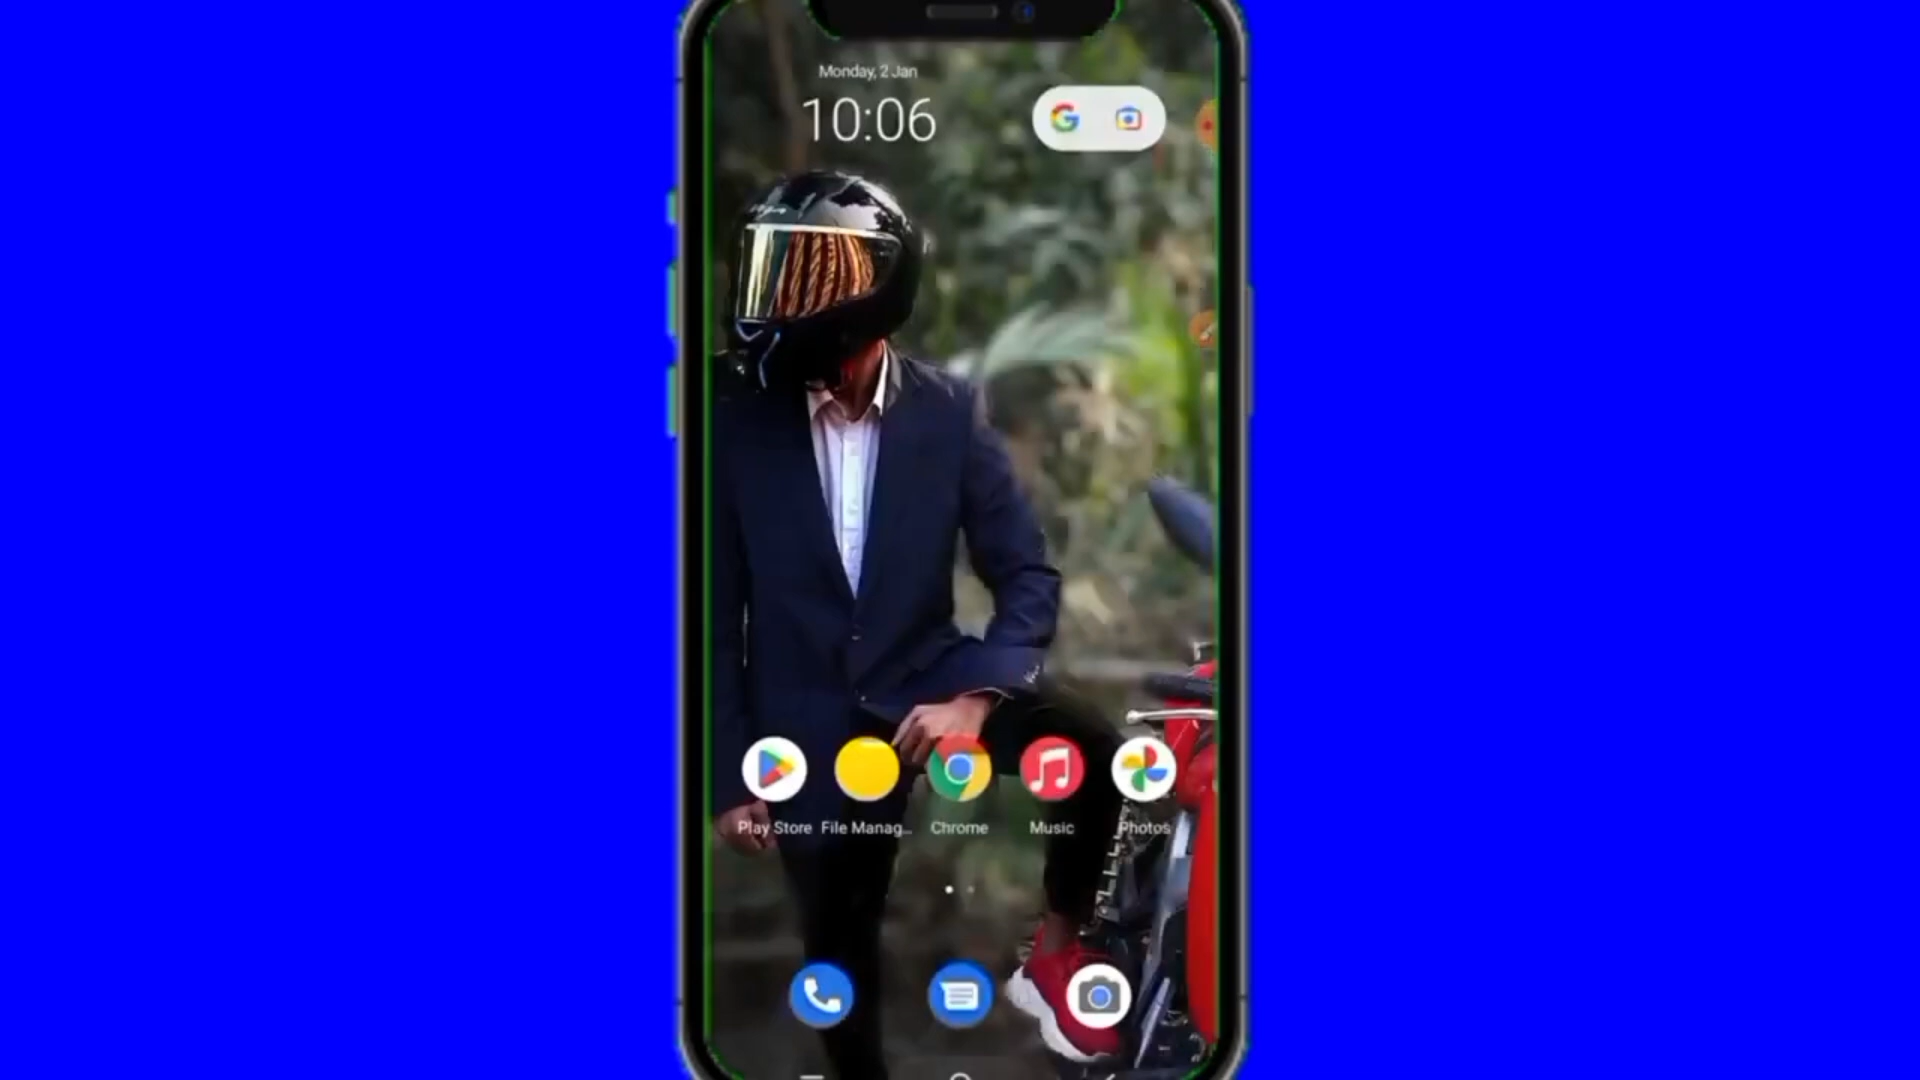 Monday, 2 Jan
10:06
Play Store
File Manag...
Chrome
Music
Photos